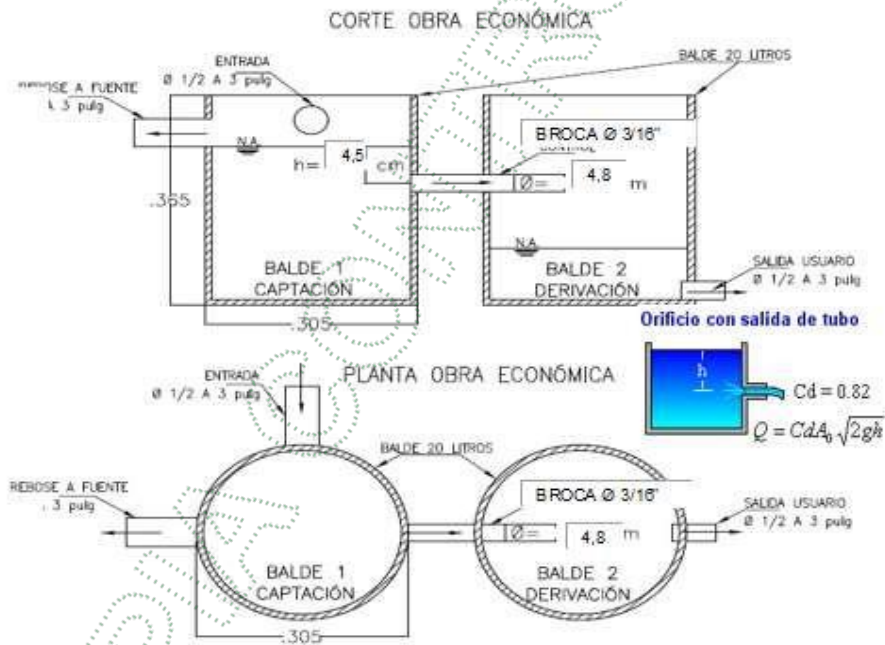 CORTE OBRA ECONÓMICA
ENTRADA
Ø 1/2 A 3 pulg
BALDE 20 LITROS
A FUENTE
3 pulg
N.A.
h= 4,5 cm
BROCA Ø 3/16"
Ø= 4,8 m
.365
BALDE 1
CAPTACIÓN
N.A.
BALDE 2
DERIVACIÓN
SALIDA USUARIO
Ø 1/2 A 3 pulg
.305
Orificio con salida de tubo
h
Cd = 0.82
Q = CdA₀ √2gh
PLANTA OBRA ECONÓMICA
ENTRADA
Ø 1/2 A 3 pulg
BALDE 20 LITROS
REBOSE A FUENTE
3 pulg
BROCA Ø 3/16"
Ø= 4,8 m
SALIDA USUARIO
Ø 1/2 A 3 pulg
BALDE 1
CAPTACIÓN
BALDE 2
DERIVACIÓN
.305